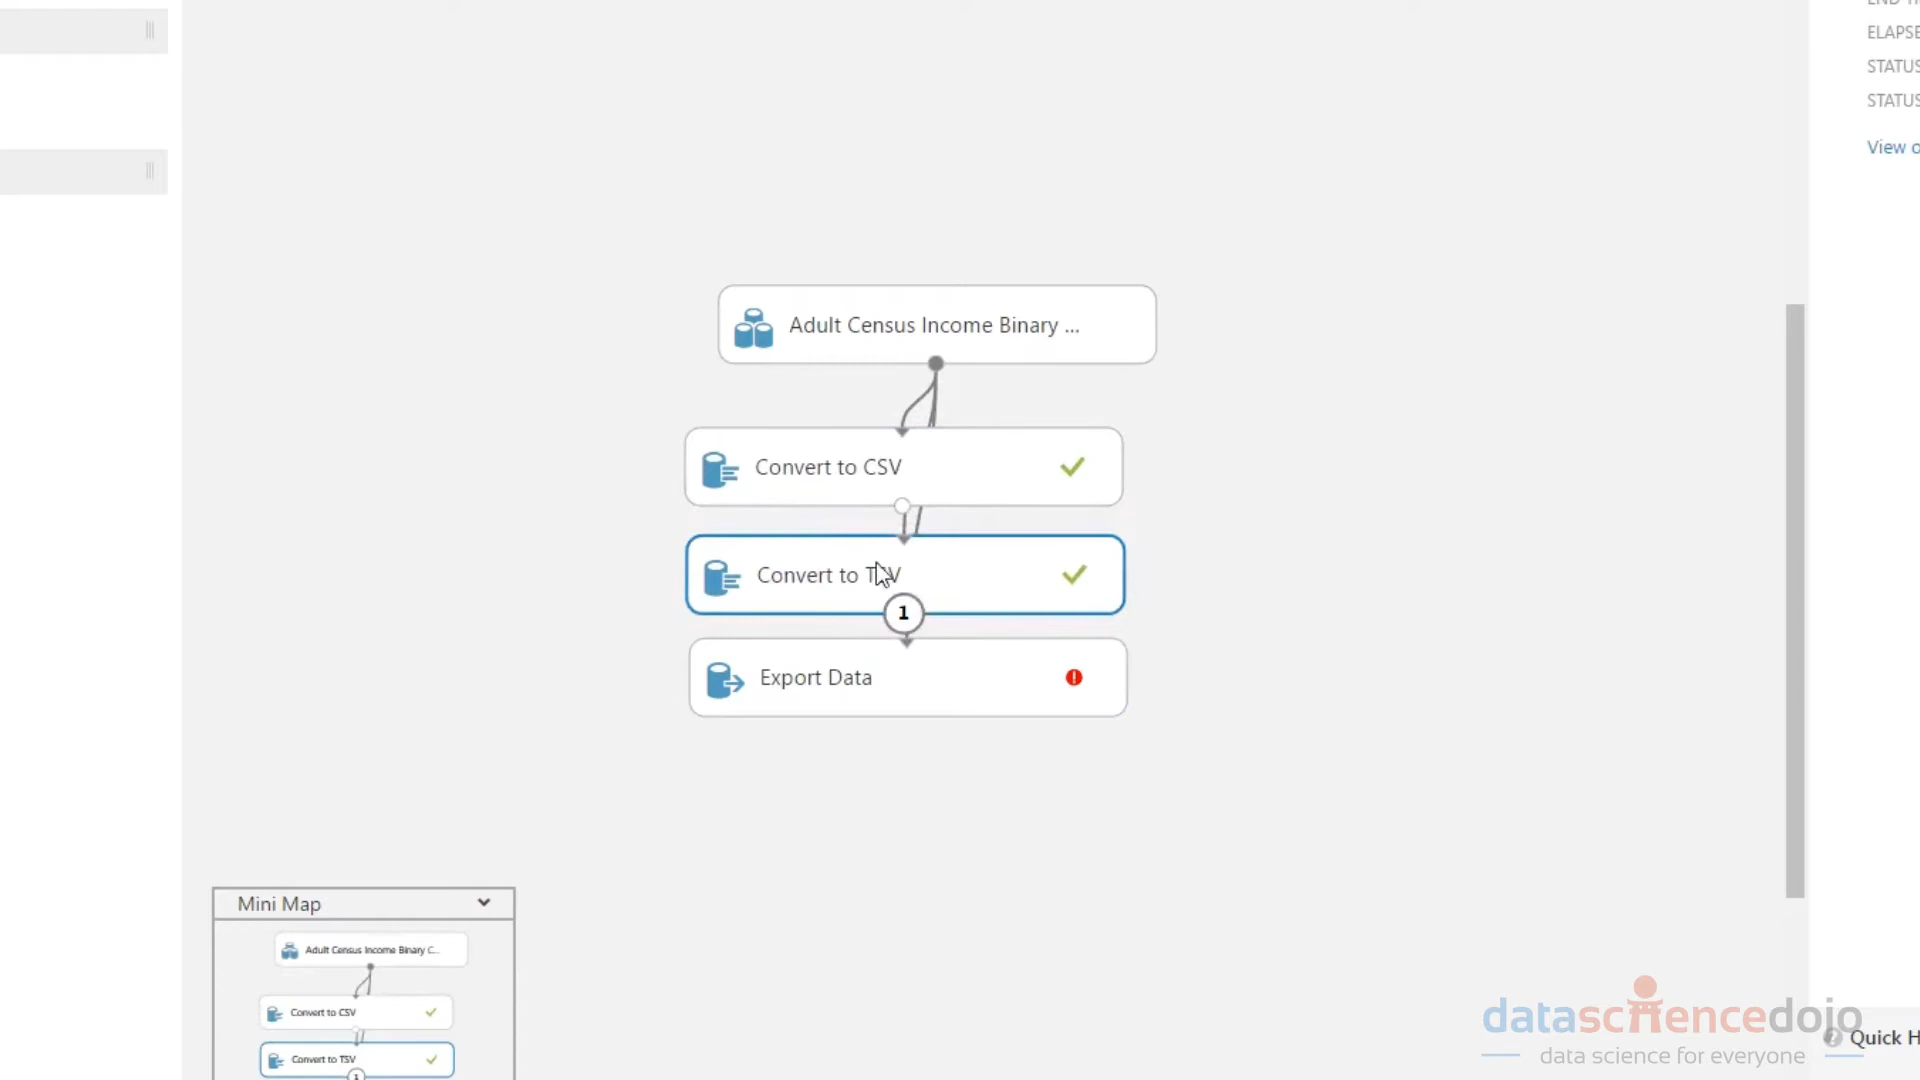 ELAPSE
STATUS
STATUS
View o
Adult Census Income Binary ...
Convert to CSV
Convert to TSV
1
Export Data
Mini Map
Adult Census Income Binary C...
Convert to CSV
Convert to TSV
1
datasciencedojo
data science for everyone
Quick H